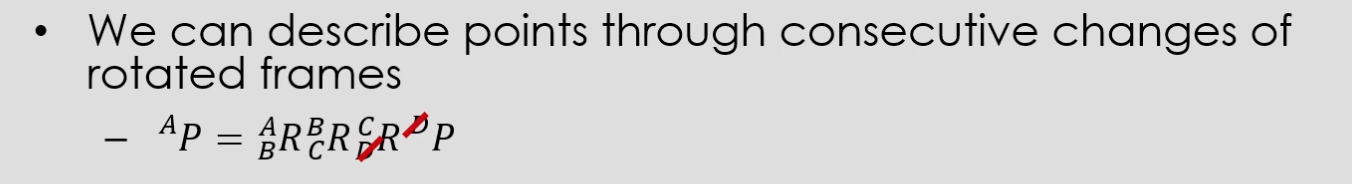 • We can describe points through consecutive changes of
rotated frames
– ᴬP = ᴬ_BR ᴮ_CR ꟲ_DR ᴰP